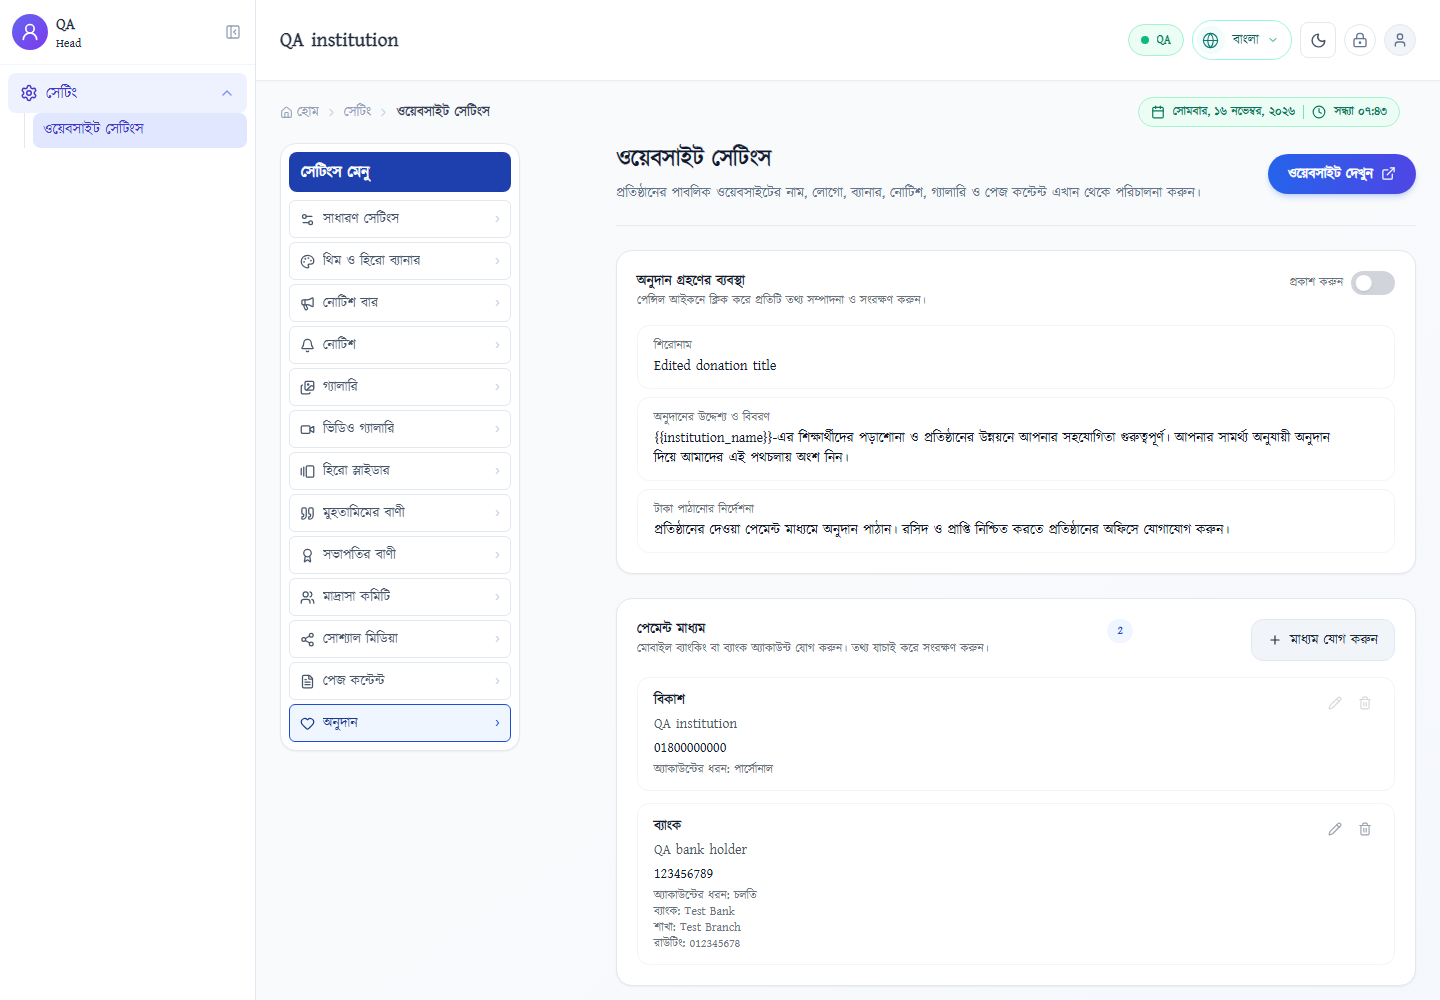 QA
Head
সেটিং
ওয়েবসাইট সেটিংস
QA institution
QA
বাংলা
হোম
সেটিং
ওয়েবসাইট সেটিংস
সোমবার, ১৬ নভেম্বর, ২০২৬
সন্ধ্যা ০৭:৪৩
সেটিংস মেনু
সাধারণ সেটিংস
থিম ও হিরো ব্যানার
নোটিশ বার
নোটিশ
গ্যালারি
ভিডিও গ্যালারি
হিরো স্লাইডার
মুহতামিমের বাণী
সভাপতির বাণী
মাদ্রাসা কমিটি
সোশ্যাল মিডিয়া
পেজ কন্টেন্ট
অনুদান
ওয়েবসাইট সেটিংস
প্রতিষ্ঠানের পাবলিক ওয়েবসাইটের নাম, লোগো, ব্যানার, নোটিশ, গ্যালারি ও পেজ কন্টেন্ট এখান থেকে পরিচালনা করুন।
ওয়েবসাইট দেখুন
অনুদান গ্রহণের ব্যবস্থা
পেন্সিল আইকনে ক্লিক করে প্রতিটি তথ্য সম্পাদনা ও সংরক্ষণ করুন।
প্রকাশ করুন
শিরোনাম
Edited donation title
অনুদানের উদ্দেশ্য ও বিবরণ
{{institution_name}}-এর শিক্ষার্থীদের পড়াশোনা ও প্রতিষ্ঠানের উন্নয়নে আপনার সহযোগিতা গুরুত্বপূর্ণ। আপনার সামর্থ্য অনুযায়ী অনুদান
দিয়ে আমাদের এই পথচলায় অংশ নিন।
টাকা পাঠানোর নির্দেশনা
প্রতিষ্ঠানের দেওয়া পেমেন্ট মাধ্যমে অনুদান পাঠান। রসিদ ও প্রাপ্তি নিশ্চিত করতে প্রতিষ্ঠানের অফিসে যোগাযোগ করুন।
পেমেন্ট মাধ্যম
মোবাইল ব্যাংকিং বা ব্যাংক অ্যাকাউন্ট যোগ করুন। তথ্য যাচাই করে সংরক্ষণ করুন।
2
মাধ্যম যোগ করুন
বিকাশ
QA institution
01800000000
অ্যাকাউন্টের ধরন: পার্সোনাল
ব্যাংক
QA bank holder
123456789
অ্যাকাউন্টের ধরন: চলতি
ব্যাংক: Test Bank
শাখা: Test Branch
রাউটিং: 012345678